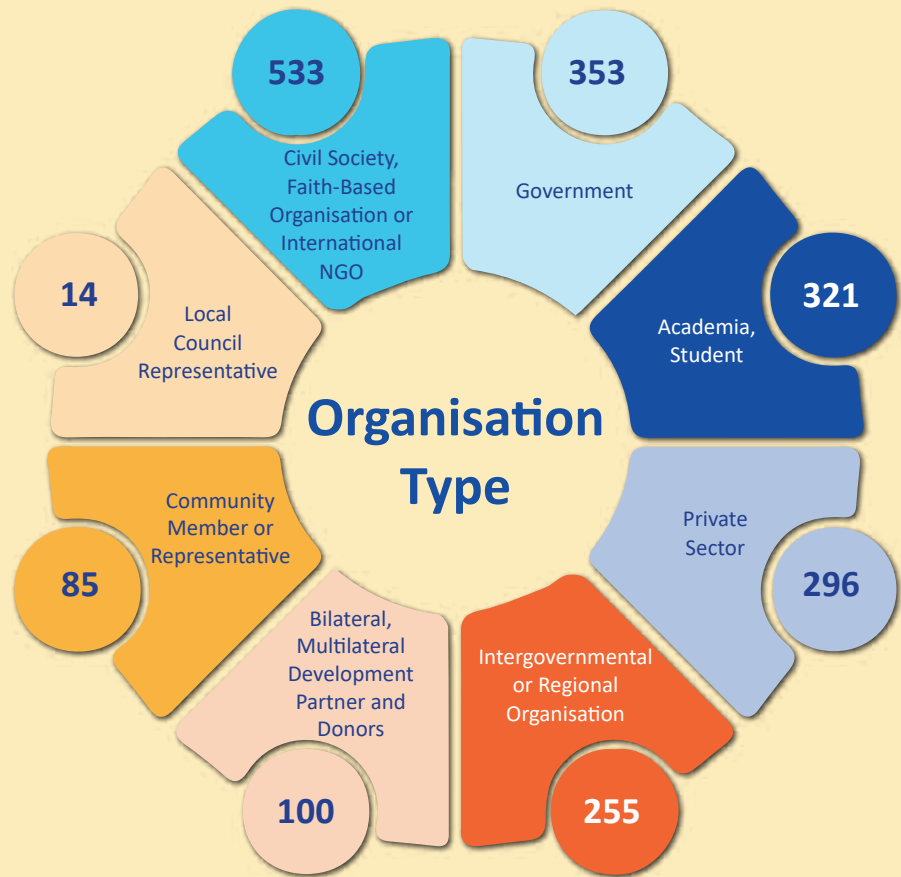 Organisation
Type
533
Civil Society,
Faith-Based
Organisation or
International
NGO
353
Government
321
Academia,
Student
296
Private
Sector
255
Intergovernmental
or Regional
Organisation
100
Bilateral,
Multilateral
Development
Partner and
Donors
85
Community
Member or
Representative
14
Local
Council
Representative